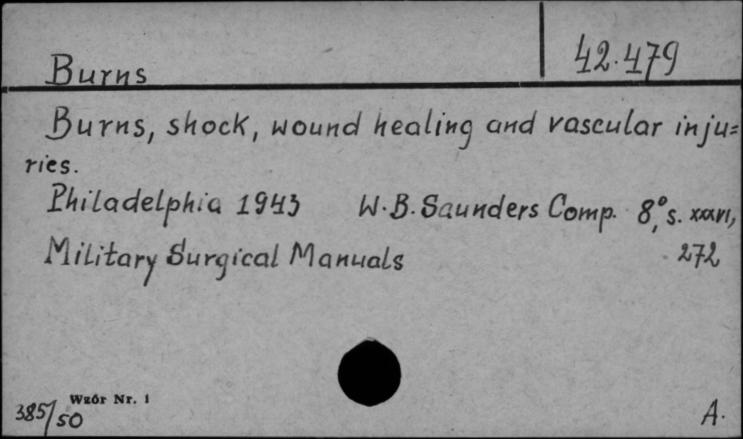 Burns
42.479
Burns, shock, wound healing and vascular inju=
ries.
Philadelphia 1943 W.B. Saunders Comp. 8°, s. xxxvi,
Military Surgical Manuals 272
Wzór Nr. 1
385/50
A.